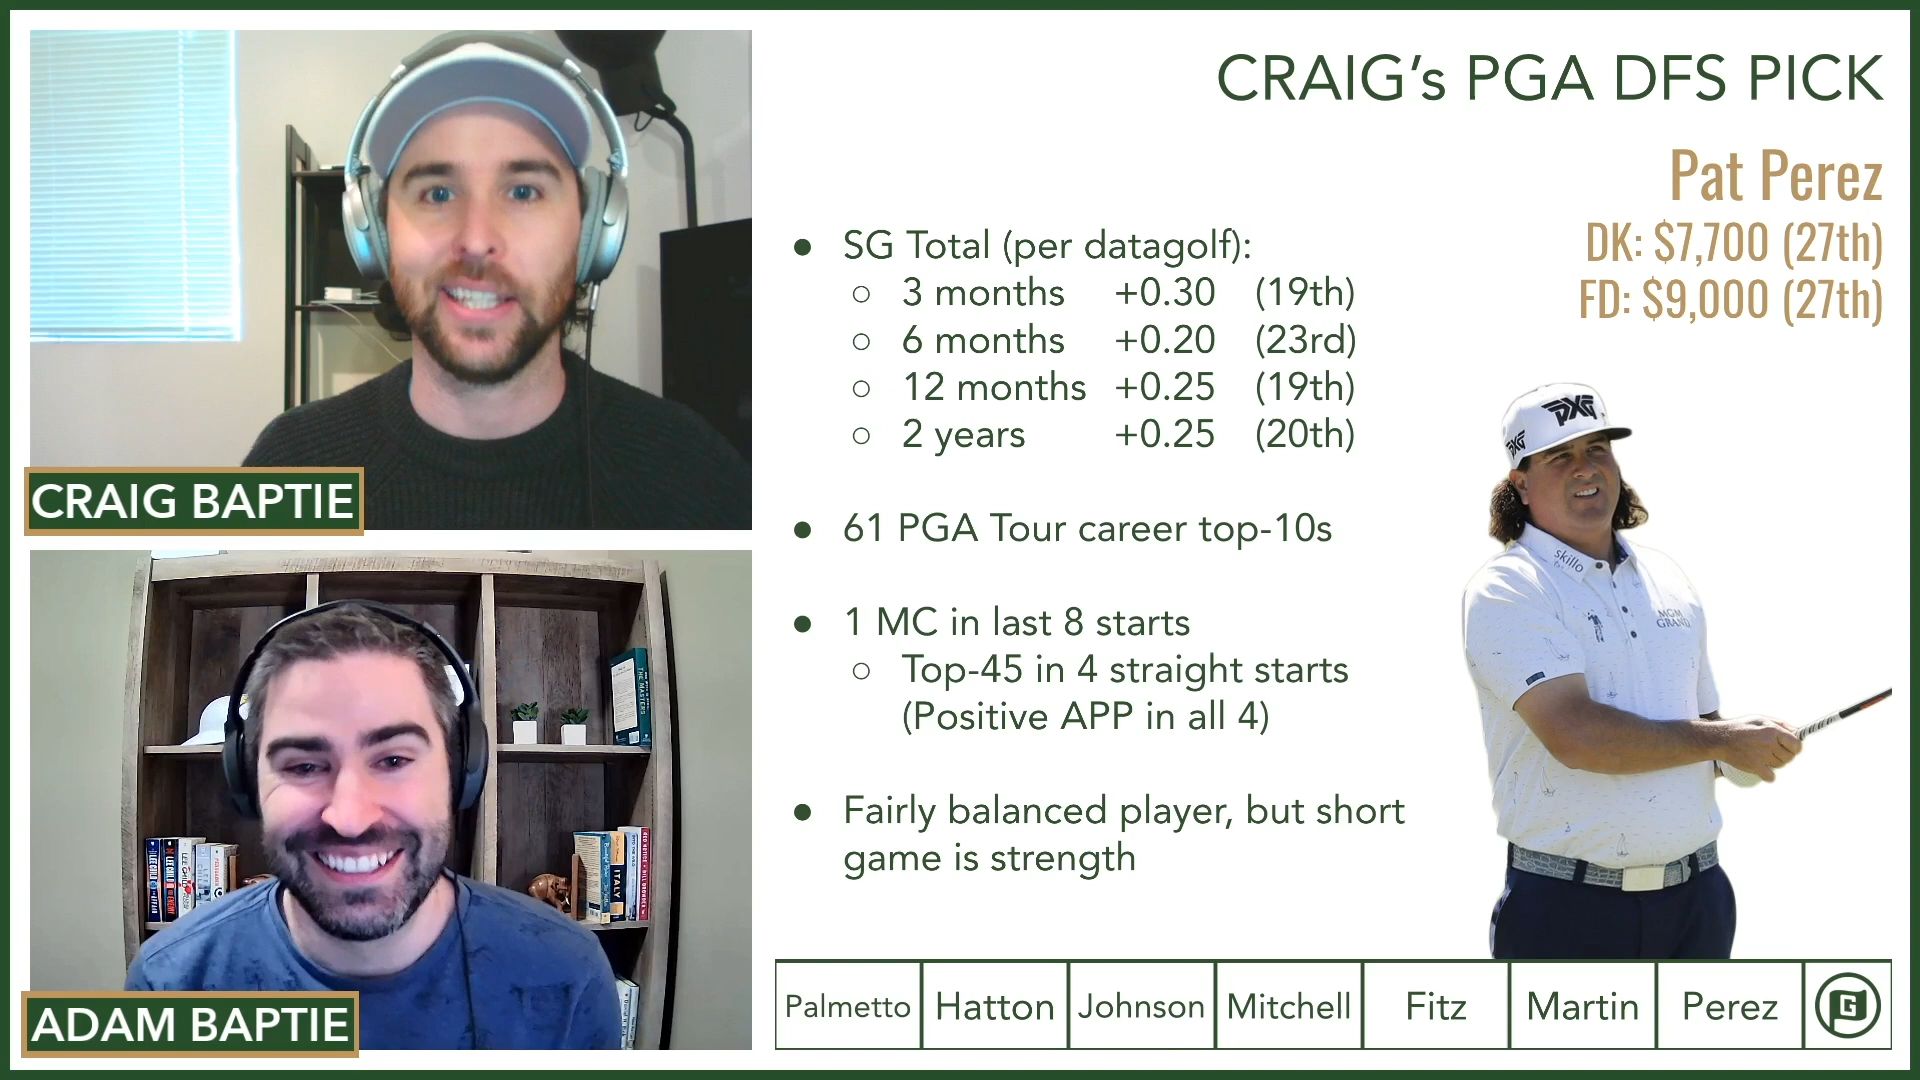 CRAIG's PGA DFS PICK
Pat Perez
DK: $7,700 (27th)
FD: $9,000 (27th)
● SG Total (per datagolf):
○ 3 months +0.30 (19th)
○ 6 months +0.20 (23rd)
○ 12 months +0.25 (19th)
○ 2 years +0.25 (20th)
● 61 PGA Tour career top-10s
● 1 MC in last 8 starts
○ Top-45 in 4 straight starts
(Positive APP in all 4)
● Fairly balanced player, but short
game is strength
CRAIG BAPTIE
ADAM BAPTIE
PXG
PXG
skillo
MGM
GRAND
THE MASTERS
LEE CHILD
LEE CHILD
ITALY
Palmetto
Hatton
Johnson
Mitchell
Fitz
Martin
Perez
G